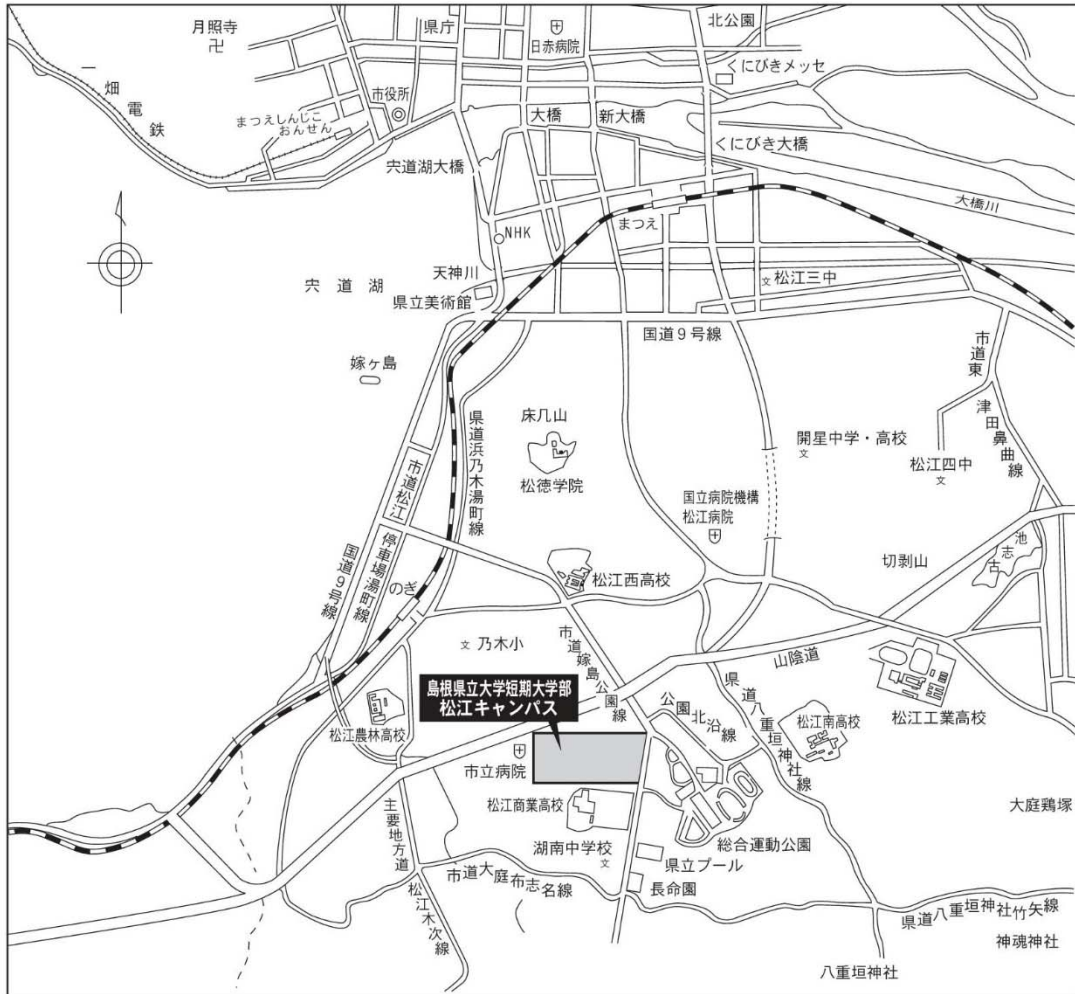 月照寺
県庁
日赤病院
北公園
くにびきメッセ
一畑電鉄
市役所
まつえしんじこ
おんせん
大橋
新大橋
くにびき大橋
宍道湖大橋
大橋川
まつえ
NHK
天神川
宍道湖
県立美術館
文 松江三中
国道9号線
市道東
津田鼻曲線
嫁ヶ島
床几山
松徳学院
県道浜乃木湯町線
開星中学・高校
文
松江四中
文
国立病院機構
松江病院
市道松江
停車場湯町線
国道9号線
のぎ
切剥山
古志池
松江西高校
文 乃木小
市道嫁島公園線
山陰道
島根県立大学短期大学部
松江キャンパス
公園北沿線
県道八重垣神社線
松江南高校
松江工業高校
松江農林高校
市立病院
松江商業高校
大庭鶏塚
総合運動公園
湖南中学校
文
県立プール
長命園
主要地方道
松江木次線
市道大庭布志名線
県道八重垣神社竹矢線
神魂神社
八重垣神社